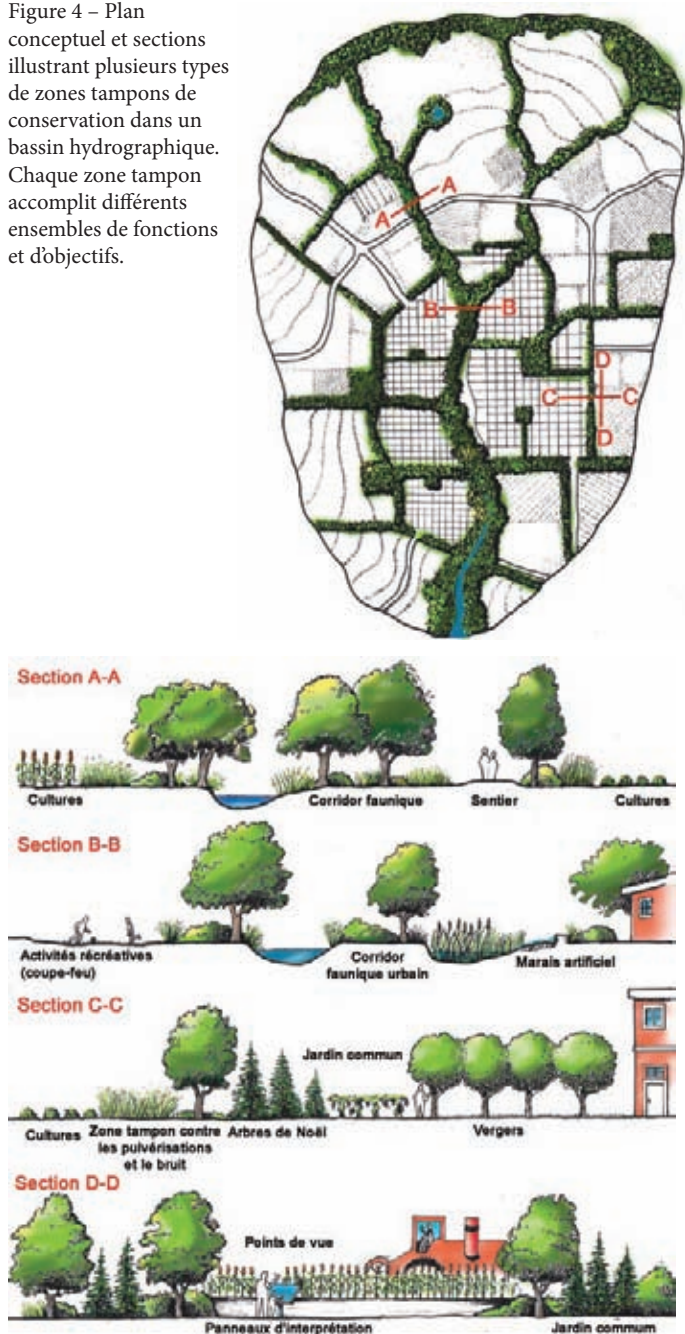 Figure 4 – Plan
conceptuel et sections
illustrant plusieurs types
de zones tampons de
conservation dans un
bassin hydrographique.
Chaque zone tampon
accomplit différents
ensembles de fonctions
et d'objectifs.
A
A
B
B
D
C
C
D
Section A-A
Cultures
Corridor faunique
Sentier
Cultures
Section B-B
Activités récréatives
(coupe-feu)
Corridor
faunique urbain
Marais artificiel
Section C-C
Jardin commun
Cultures
Zone tampon contre
les pulvérisations
et le bruit
Arbres de Noël
Vergers
Section D-D
Points de vue
Panneaux d'interprétation
Jardin commum